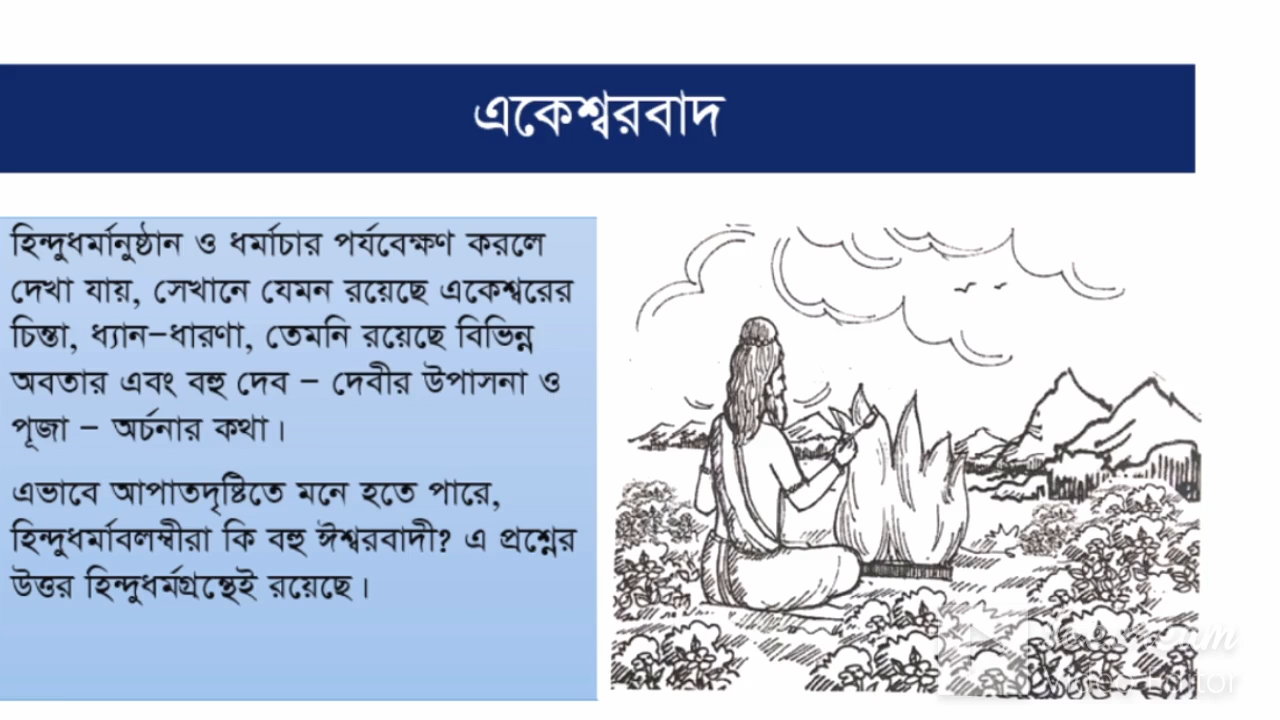 একেশ্বরবাদ
হিন্দুধর্মানুষ্ঠান ও ধর্মাচার পর্যবেক্ষণ করলে
দেখা যায়, সেখানে যেমন রয়েছে একেশ্বরের
চিন্তা, ধ্যান-ধারণা, তেমনি রয়েছে বিভিন্ন
অবতার এবং বহু দেব - দেবীর উপাসনা ও
পূজা - অর্চনার কথা।
এভাবে আপাতদৃষ্টিতে মনে হতে পারে,
হিন্দুধর্মাবলম্বীরা কি বহু ঈশ্বরবাদী? এ প্রশ্নের
উত্তর হিন্দুধর্মগ্রন্থেই রয়েছে।
Video Editor